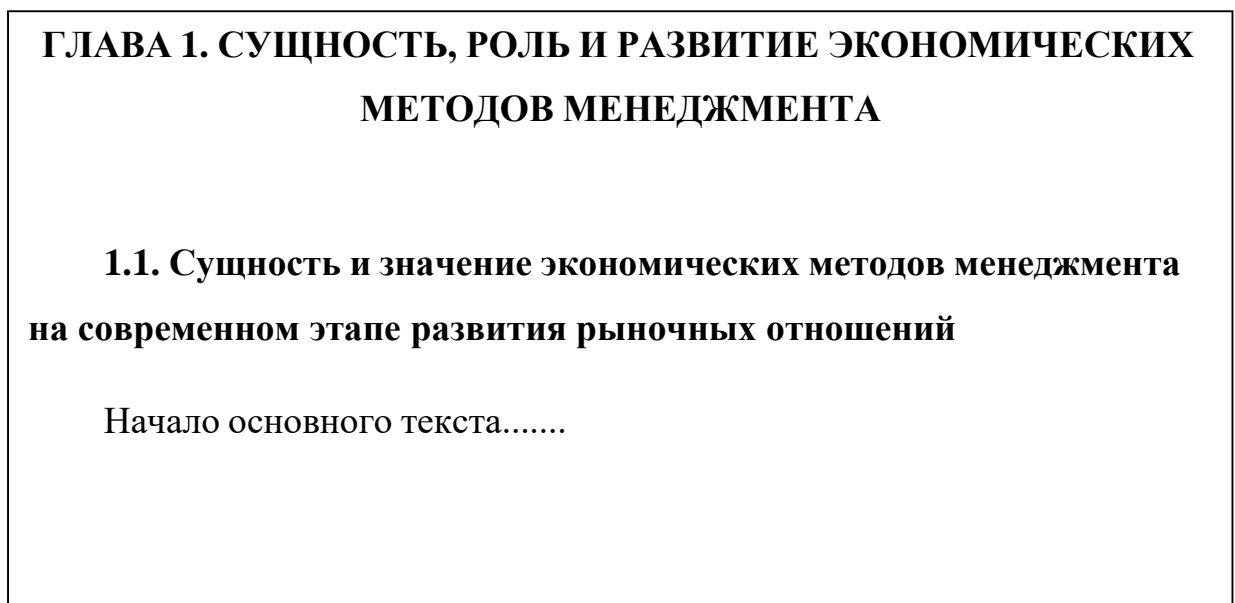 ГЛАВА 1. СУЩНОСТЬ, РОЛЬ И РАЗВИТИЕ ЭКОНОМИЧЕСКИХ
МЕТОДОВ МЕНЕДЖМЕНТА
1.1. Сущность и значение экономических методов менеджмента
на современном этапе развития рыночных отношений
Начало основного текста.......